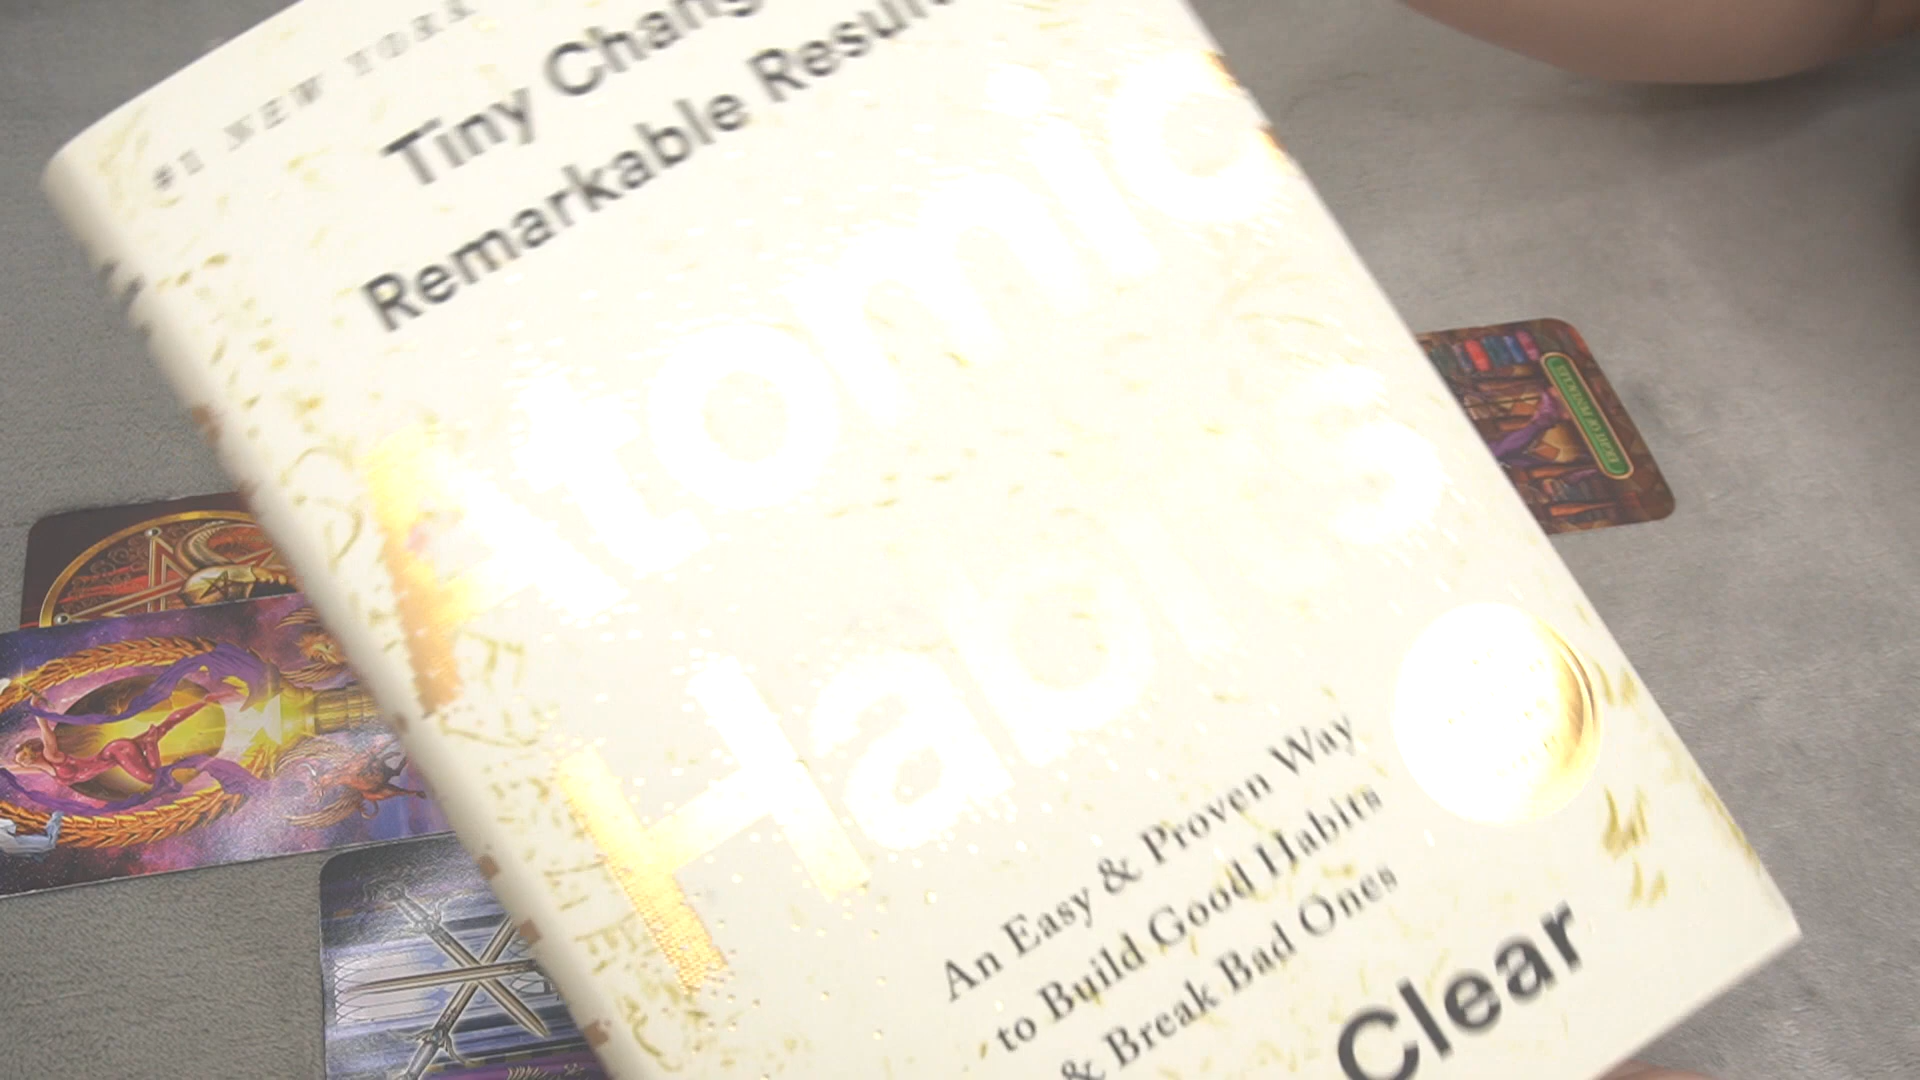 #1 NEW YORK
Tiny Chang
Remarkable Resul
Atomic
Habits
An Easy & Proven Way
to Build Good Habits
& Break Bad Ones
Clear